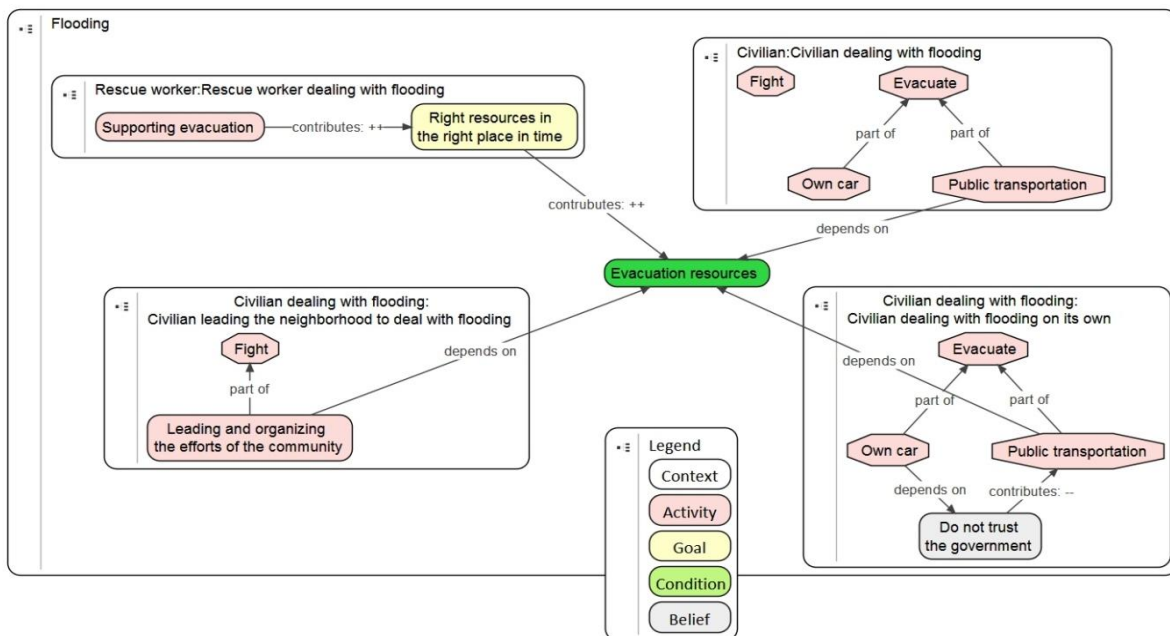 Flooding
Rescue worker:Rescue worker dealing with flooding
Supporting evacuation
contributes: ++
Right resources in
the right place in time
contrubutes: ++
Civilian:Civilian dealing with flooding
Fight
Evacuate
part of
part of
Own car
Public transportation
depends on
Evacuation resources
Civilian dealing with flooding:
Civilian leading the neighborhood to deal with flooding
Fight
part of
depends on
Leading and organizing
the efforts of the community
Civilian dealing with flooding:
Civilian dealing with flooding on its own
Evacuate
depends on
part of
part of
Own car
Public transportation
depends on
contributes: --
Do not trust
the government
Legend
Context
Activity
Goal
Condition
Belief